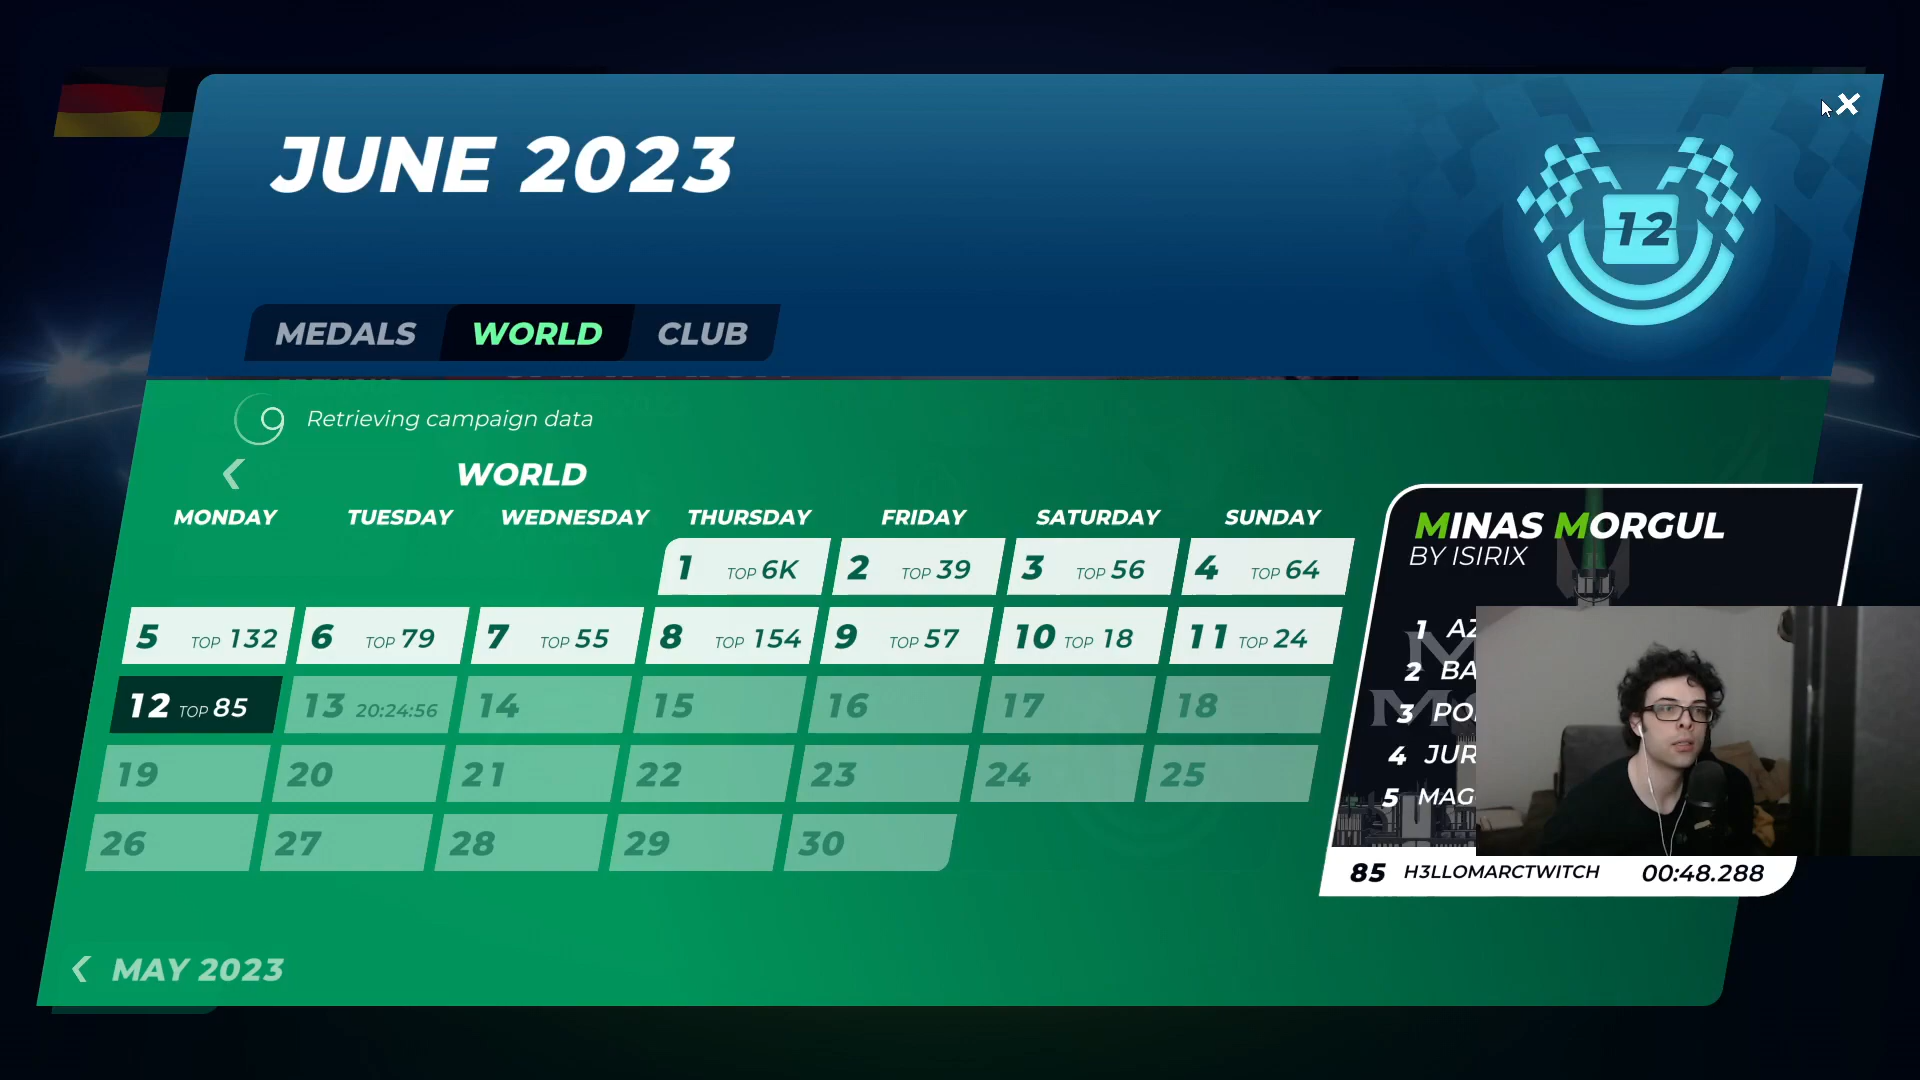 JUNE 2023
12
MEDALS WORLD CLUB
Retrieving campaign data
WORLD
MONDAY TUESDAY WEDNESDAY THURSDAY FRIDAY SATURDAY SUNDAY
1 TOP 6K 2 TOP 39 3 TOP 56 4 TOP 64
5 TOP 132 6 TOP 79 7 TOP 55 8 TOP 154 9 TOP 57 10 TOP 18 11 TOP 24
12 TOP 85 13 20:24:56 14 15 16 17 18
19 20 21 22 23 24 25
26 27 28 29 30
MAY 2023
MINAS MORGUL
BY ISIRIX
1 AZ
2 BA
3
4 JUR
5 MAG
85 H3LLOMARCTWITCH 00:48.288